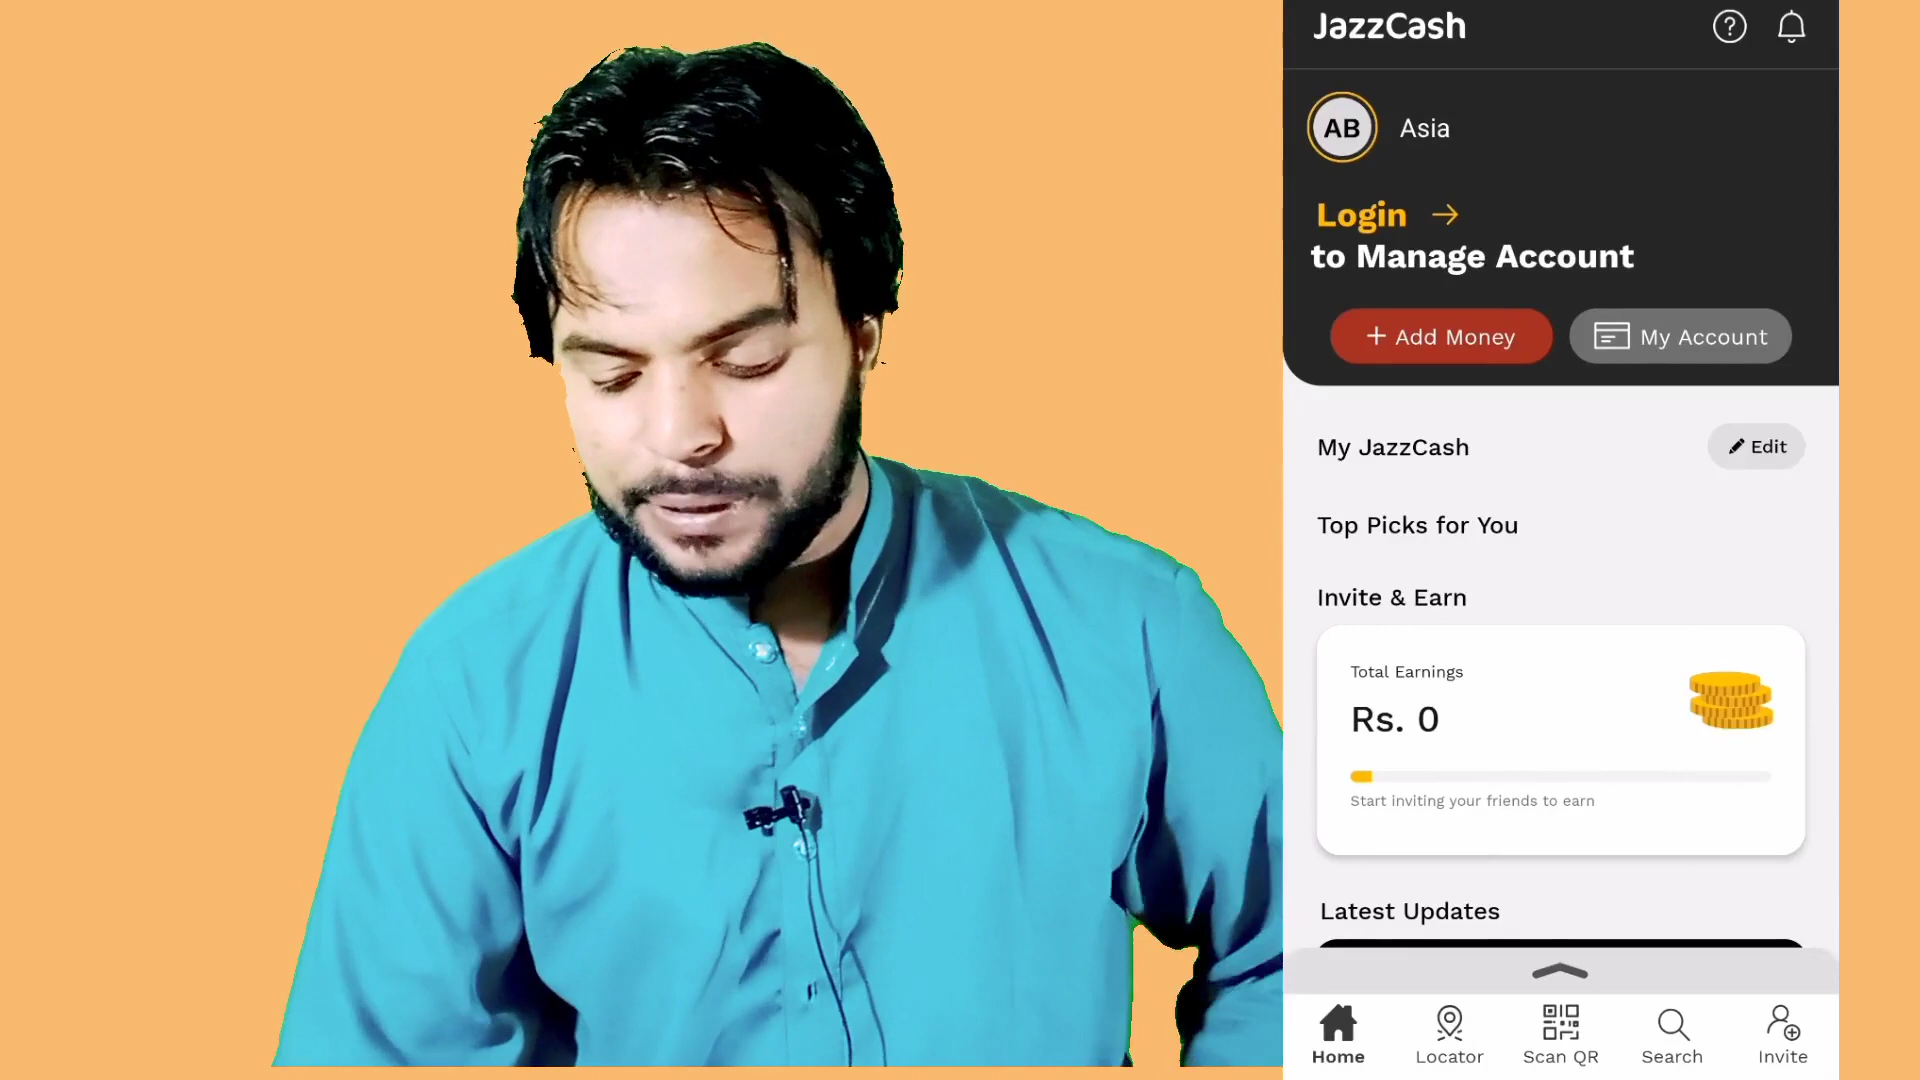 JazzCash
AB
Asia
Login
to Manage Account
Add Money
My Account
My JazzCash
Edit
Top Picks for You
Invite & Earn
Total Earnings
Rs. 0
Start inviting your friends to earn
Latest Updates
Home
Locator
Scan QR
Search
Invite